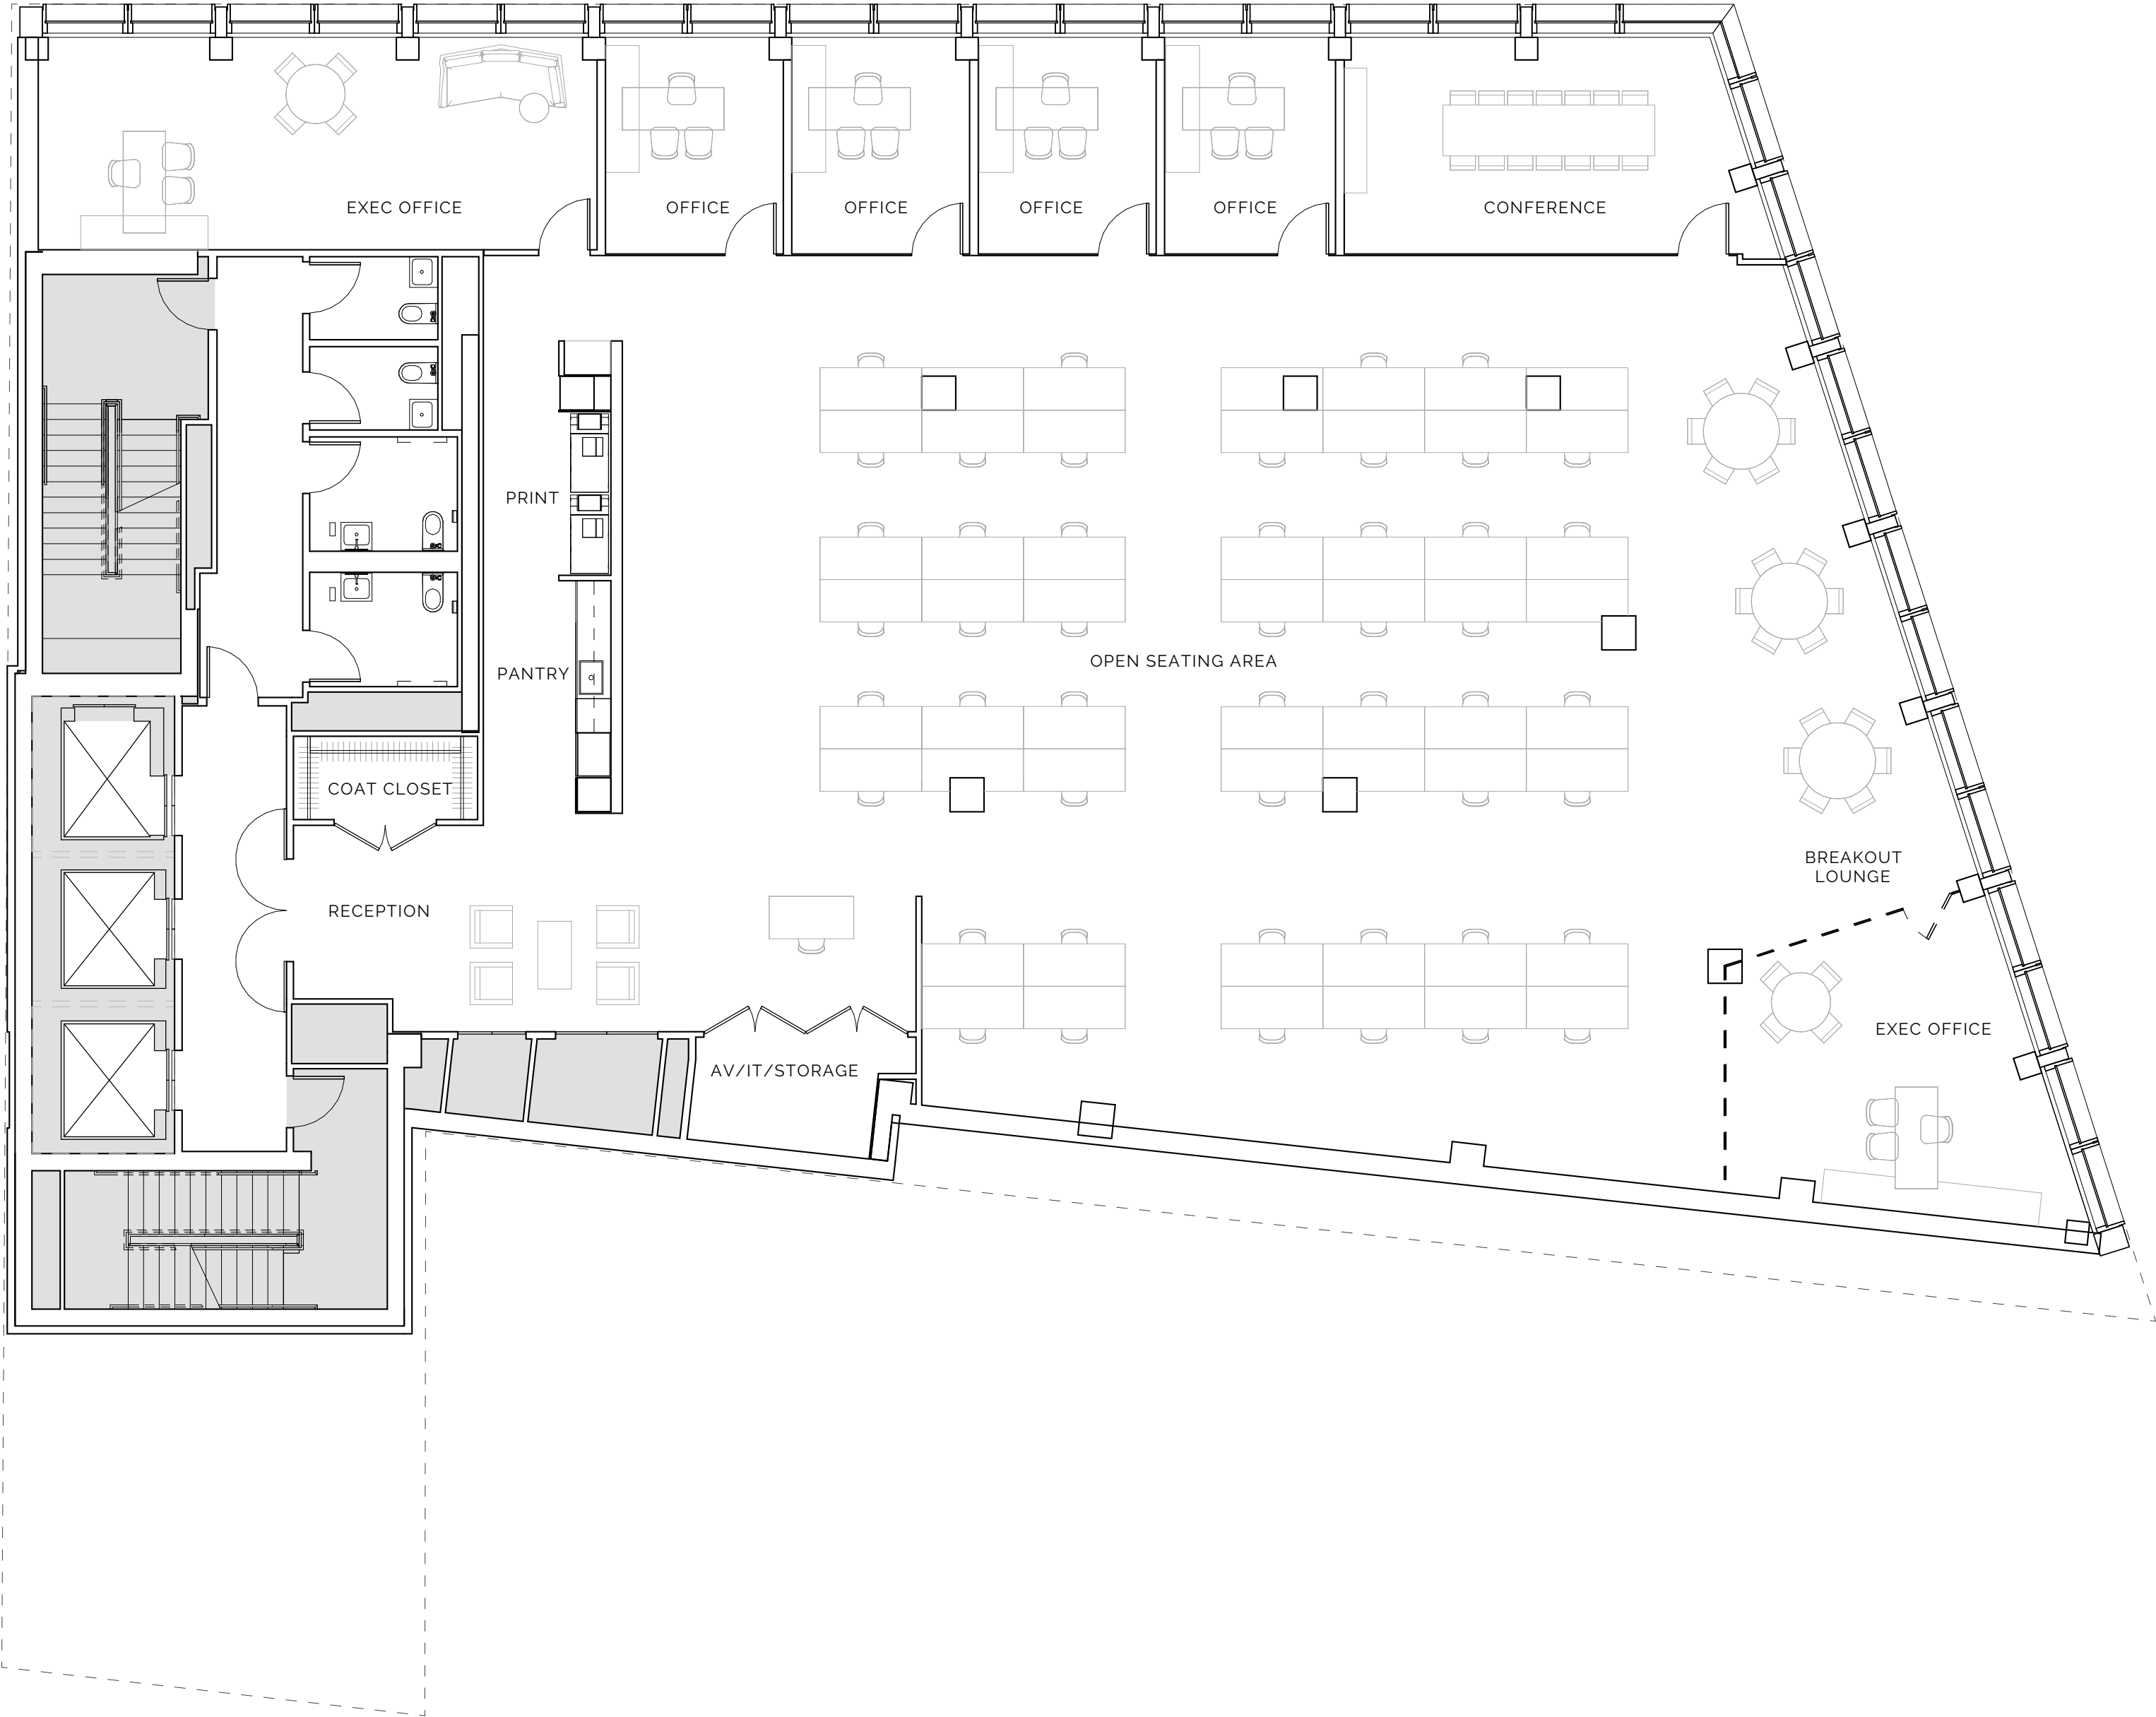 EXEC OFFICE
OFFICE
OFFICE
OFFICE
OFFICE
CONFERENCE
PRINT
PANTRY
OPEN SEATING AREA
COAT CLOSET
BREAKOUT
LOUNGE
RECEPTION
EXEC OFFICE
AV/IT/STORAGE